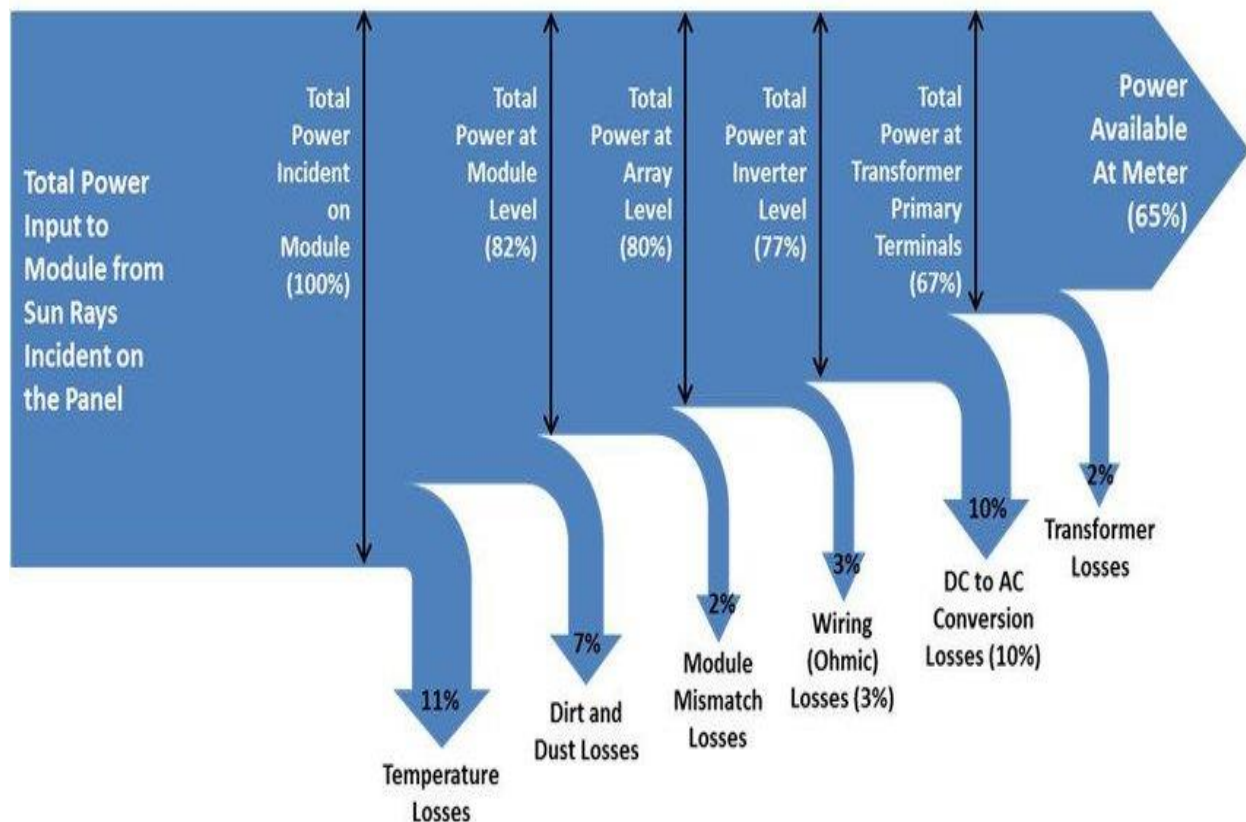 Total Power
Input to
Module from
Sun Rays
Incident on
the Panel
Total
Power
Incident
on
Module
(100%)
Total
Power at
Module
Level
(82%)
Total
Power at
Array
Level
(80%)
Total
Power at
Inverter
Level
(77%)
Total
Power at
Transformer
Primary
Terminals
(67%)
Power
Available
At Meter
(65%)
11%
Temperature
Losses
7%
Dirt and
Dust Losses
2%
Module
Mismatch
Losses
3%
Wiring
(Ohmic)
Losses (3%)
10%
DC to AC
Conversion
Losses (10%)
2%
Transformer
Losses